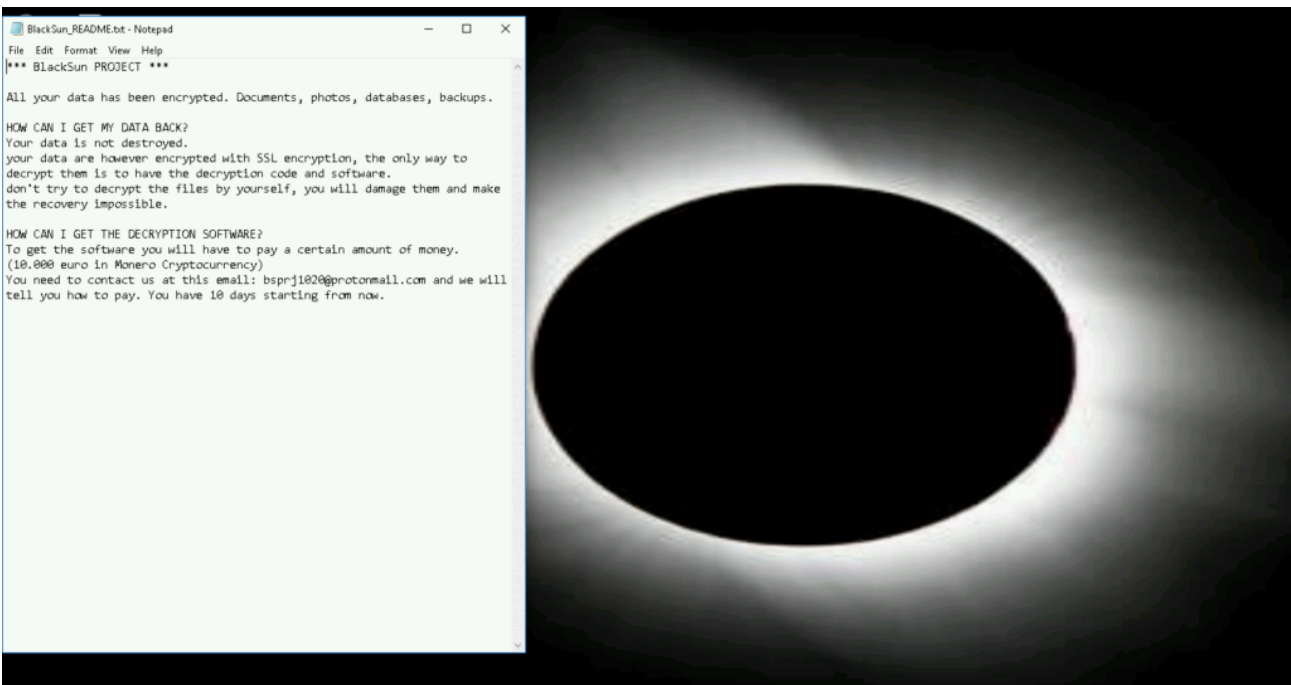 BlackSun_README.txt - Notepad
File Edit Format View Help
*** BlackSun PROJECT ***
All your data has been encrypted. Documents, photos, databases, backups.
HOW CAN I GET MY DATA BACK?
Your data is not destroyed.
your data are however encrypted with SSL encryption, the only way to
decrypt them is to have the decryption code and software.
don't try to decrypt the files by yourself, you will damage them and make
the recovery impossible.
HOW CAN I GET THE DECRYPTION SOFTWARE?
To get the software you will have to pay a certain amount of money.
(10.000 euro in Monero Cryptocurrency)
You need to contact us at this email: bsprj1020@protonmail.com and we will
tell you how to pay. You have 10 days starting from now.